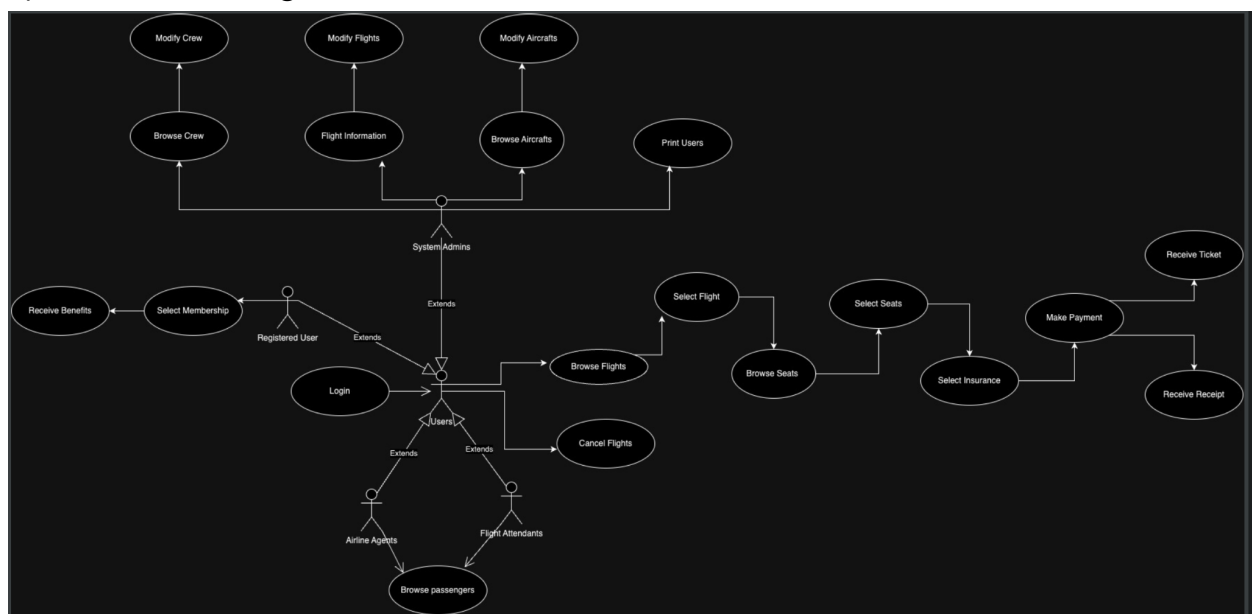 Modify Crew
Modify Flights
Modify Aircrafts
Browse Crew
Flight Information
Browse Aircrafts
Print Users
System Admins
Receive Ticket
Select Flight
Select Seats
Receive Benefits
Select Membership
Extends
Make Payment
Registered User
Extends
Browse Flights
Browse Seats
Select Insurance
Login
Receive Receipt
Users
Cancel Flights
Extends
Extends
Airline Agents
Flight Attendants
Browse passengers